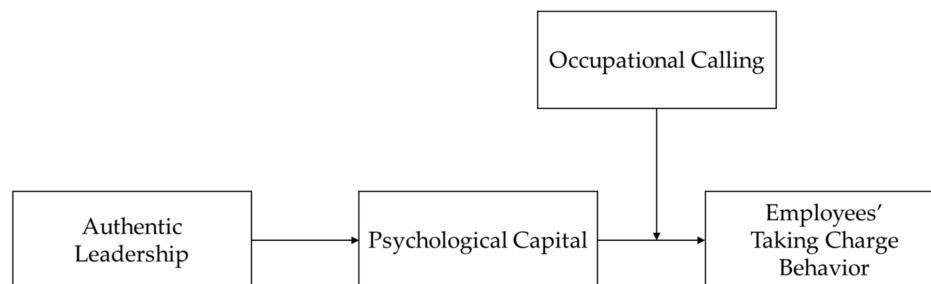 Occupational Calling
Authentic
Leadership
Psychological Capital
Employees’
Taking Charge
Behavior